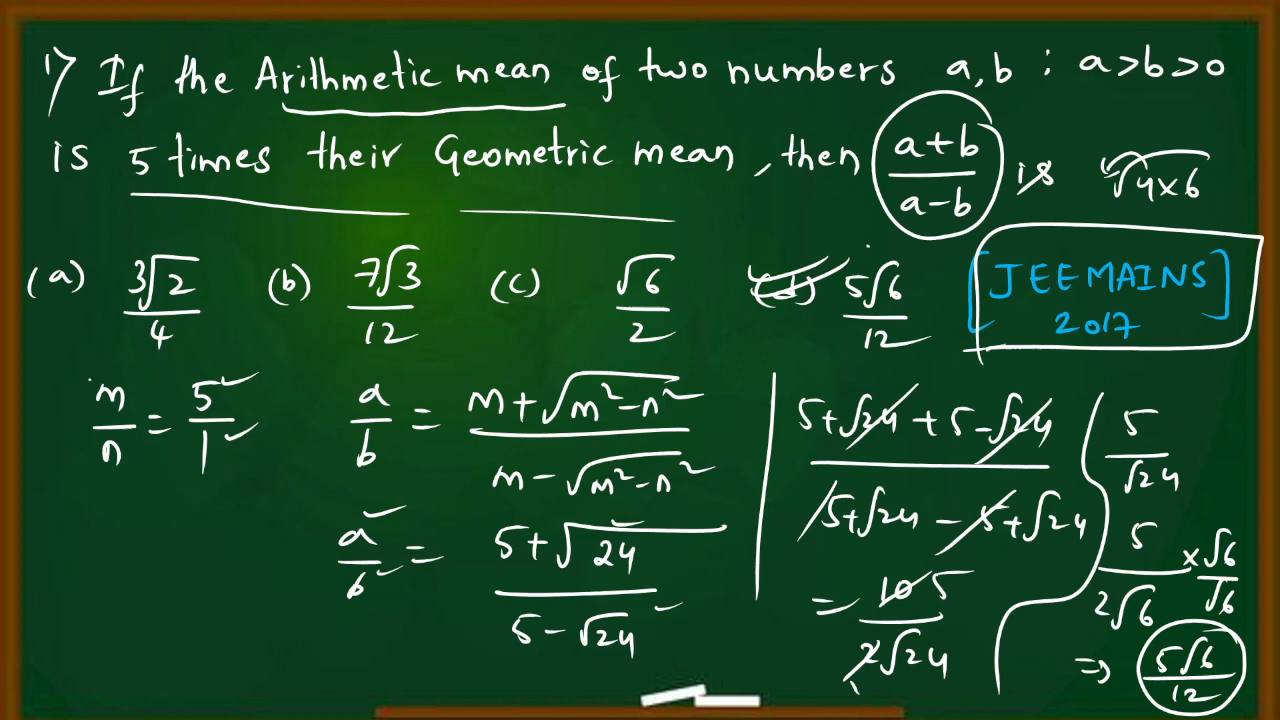 1) If the Arithmetic mean of two numbers a,b : a>b>0
is 5 times their Geometric mean, then (a+b)/(a-b) is √4×6
(a) 3√2/4 (b) 7√3/12 (c) √6/2 (d) 5√6/12 [JEE MAINS
2017]
m/n = 5/1
a/b = (m+√(m²-n²))/(m-√(m²-n²))
a/b = (5+√24)/(5-√24)
(5+√24+5-√24)/(5+√24-5+√24)
= 10 5/2√24
1
5/√24
5/2√6 × √6/√6
⇒ 5√6/12